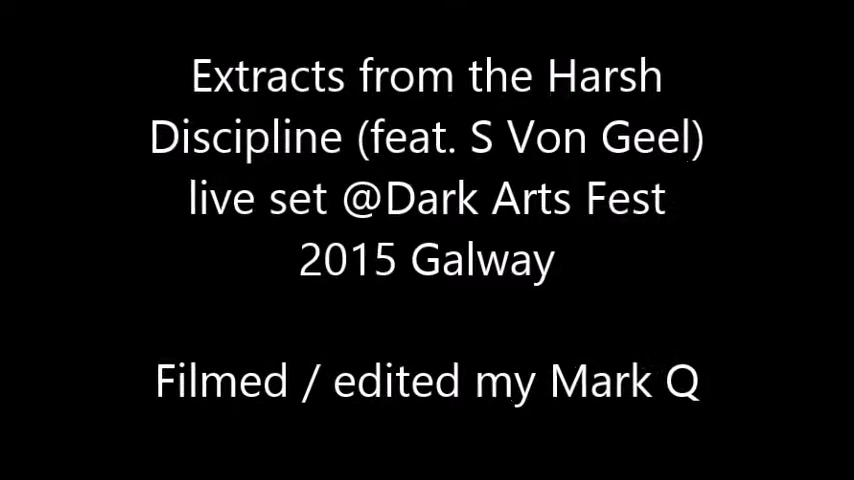 Extracts from the Harsh
Discipline (feat. S Von Geel)
live set @Dark Arts Fest
2015 Galway
Filmed / edited my Mark Q